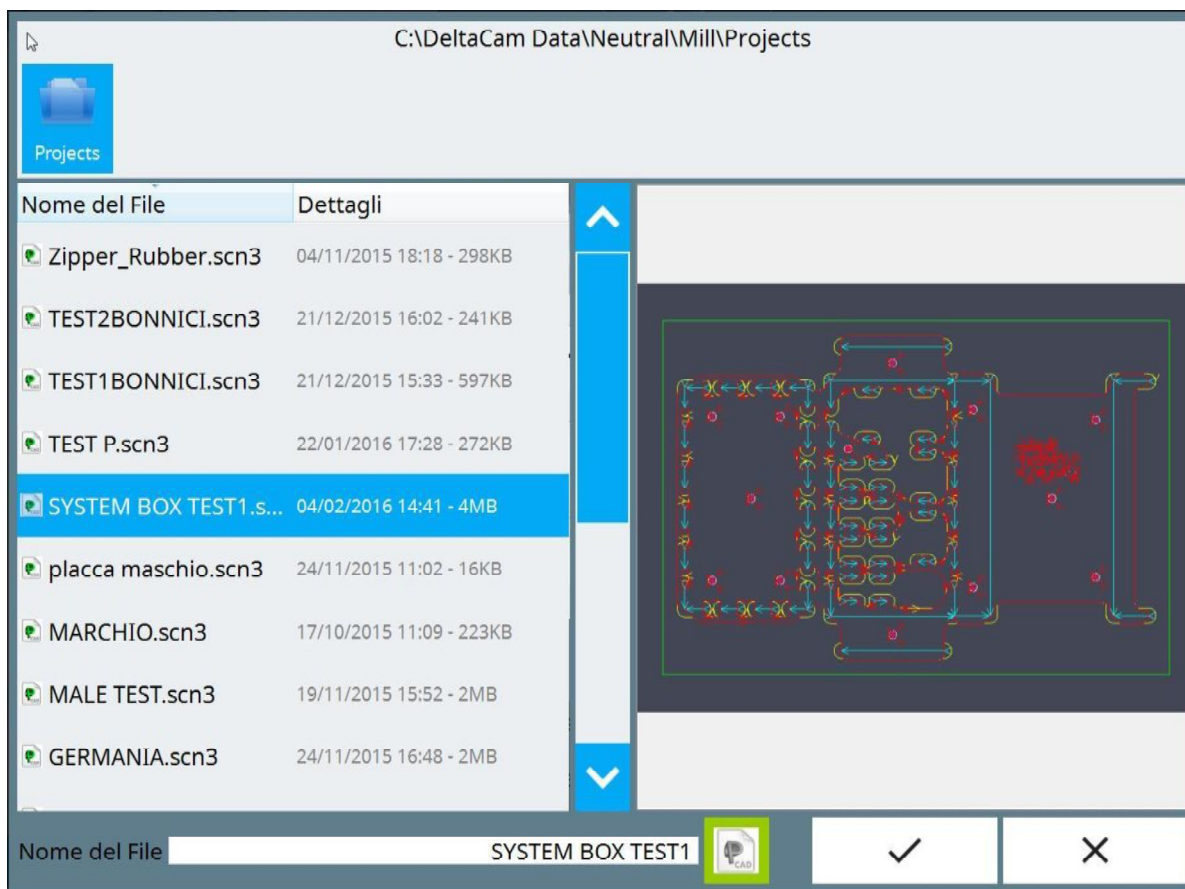 C:\DeltaCam Data\Neutral\Mill\Projects
Projects
Nome del File Dettagli
Zipper_Rubber.scn3 04/11/2015 18:18 - 298KB
TEST2BONNICI.scn3 21/12/2015 16:02 - 241KB
TEST1BONNICI.scn3 21/12/2015 15:33 - 597KB
TEST P.scn3 22/01/2016 17:28 - 272KB
SYSTEM BOX TEST1.s... 04/02/2016 14:41 - 4MB
placca maschio.scn3 24/11/2015 11:02 - 16KB
MARCHIO.scn3 17/10/2015 11:09 - 223KB
MALE TEST.scn3 19/11/2015 15:52 - 2MB
GERMANIA.scn3 24/11/2015 16:48 - 2MB
Nome del File SYSTEM BOX TEST1 CAD